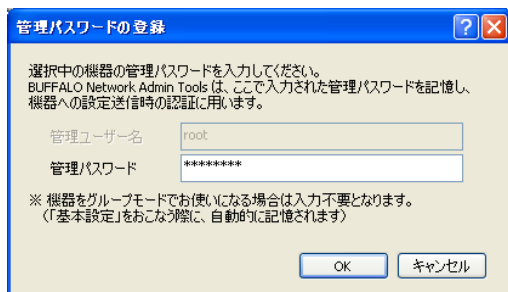 管理パスワードの登録
選択中の機器の管理パスワードを入力してください。
BUFFALO Network Admin Toolsは、ここで入力された管理パスワードを記憶し、
機器への設定送信時の認証に用います。
管理ユーザー名 root
管理パスワード ********
※ 機器をグループモードでお使いになる場合は入力不要となります。
（「基本設定」をおこなう際に、自動的に記憶されます）
OK キャンセル